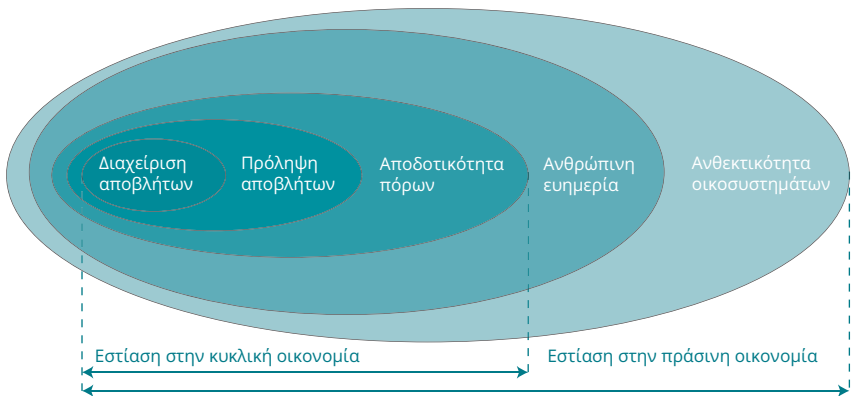 Διαχείριση
αποβλήτων
Πρόληψη
αποβλήτων
Αποδοτικότητα
πόρων
Ανθρώπινη
ευημερία
Ανθεκτικότητα
οικοσυστημάτων
Εστίαση στην κυκλική οικονομία
Εστίαση στην πράσινη οικονομία